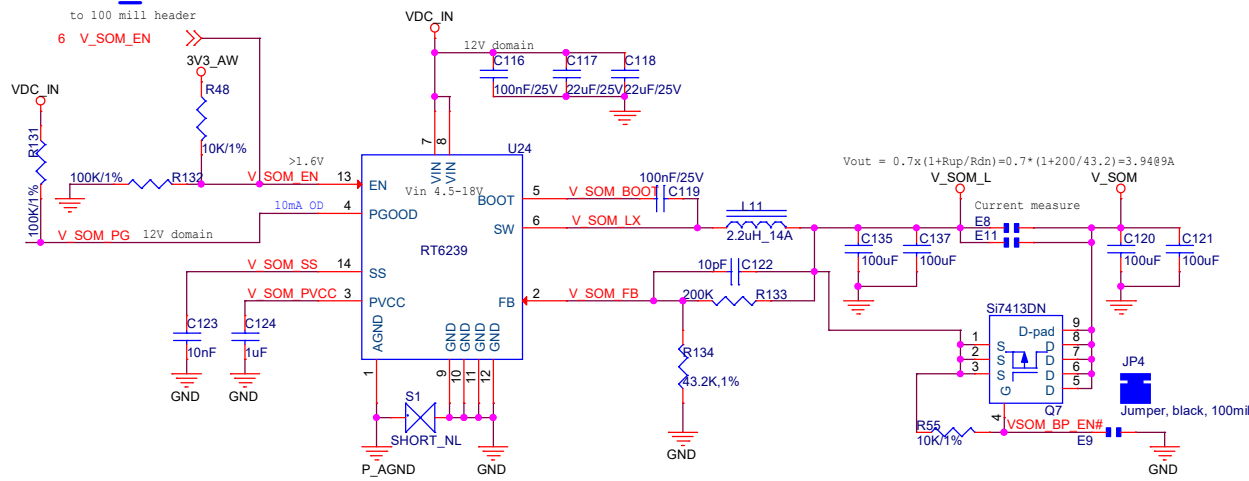 to 100 mill header
6 V_SOM_EN
3V3_AW
VDC_IN
R48
10K/1%
R131
100K/1%
100K/1%
R132
V_SOM_EN
>1.6V
13
10mA OD
4
V_SOM_PG
12V domain
V_SOM_SS
14
V_SOM_PVCC
3
C123
10nF
GND
C124
1uF
GND
VDC_IN
12V domain
C116
100nF/25V
C117
22uF/25V
C118
22uF/25V
7
8
U24
VIN
VIN
Vin 4.5-18V
EN
PGOOD
BOOT
SW
RT6239
SS
PVCC
FB
AGND
GND
GND
GND
GND
1
9
10
11
12
S1
SHORT_NL
P_AGND
GND
5
V_SOM_BOOT
100nF/25V
C119
6
V_SOM_LX
L11
2.2uH_14A
10pF
C122
2
V_SOM_FB
200K
R133
R134
43.2K,1%
GND
Vout = 0.7x(1+Rup/Rdn)=0.7*(1+200/43.2)=3.94@9A
V_SOM_L
V_SOM
Current measure
E8
E11
C135
100uF
C137
100uF
C120
100uF
C121
100uF
Si7413DN
D-pad
9
1
S
D
8
2
S
D
7
3
S
D
6
G
D
5
4
Q7
JP4
Jumper, black, 100mil
R55
10K/1%
VSOM_BP_EN#
E9
GND